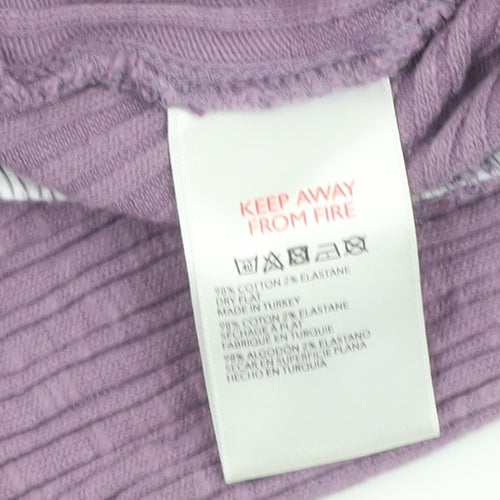 KEEP AWAY
FROM FIRE
98% COTTON 2% ELASTANE
DRY FLAT
MADE IN TURKEY
98% COTON 2% ELASTANE
SÉCHAGE À PLAT
FABRIQUE EN TURQUIE
98% ALGODÓN 2% ELASTANO
SECAR EN SUPERFICIE PLANA
HECHO EN TURQUÍA